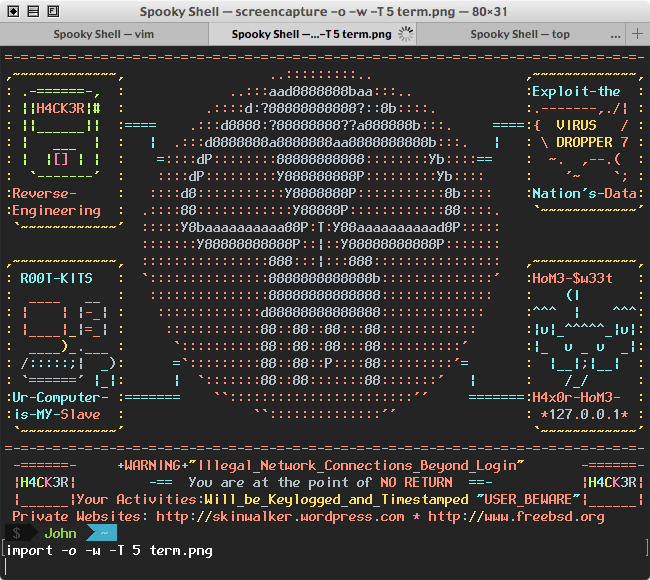 Spooky Shell — screencapture -o -w -T 5 term.png — 80×31
Spooky Shell — vim
Spooky Shell —...-T 5 term.png
Spooky Shell — top
H4CK3R
Reverse-
Engineering
Exploit-the
VIRUS
DROPPER 7
Nation's-Data
R00T-KITS
Ur-Computer-
is-MY-Slave
HoM3-$w33t
H4x0r-HoM3-
*127.0.0.1*
+WARNING+"Illegal_Network_Connections_Beyond_Login"
|H4CK3R| -== You are at the point of NO RETURN ==- |H4CK3R|
Your Activities:Will_be_Keylogged_and_Timestamped "USER_BEWARE"
Private Websites: http://skinwalker.wordpress.com * http://www.freebsd.org
$ John ~
import -o -w -T 5 term.png